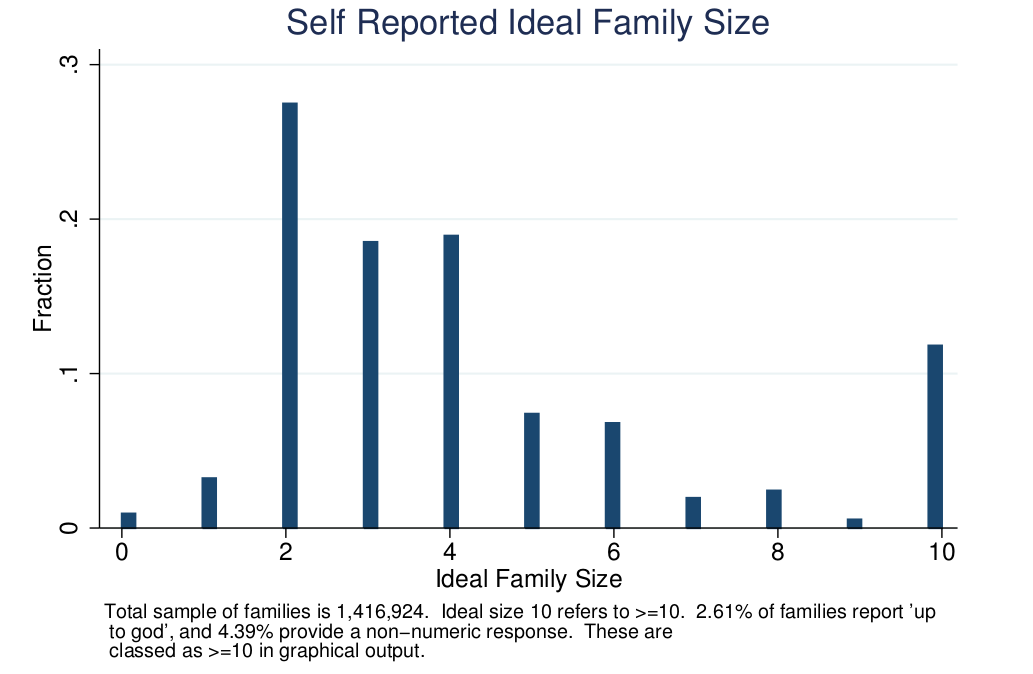 Self Reported Ideal Family Size
.3
.2
.1
0
Fraction
0 2 4 6 8 10
Ideal Family Size
Total sample of families is 1,416,924. Ideal size 10 refers to >=10. 2.61% of families report 'up
to god', and 4.39% provide a non−numeric response. These are
classed as >=10 in graphical output.